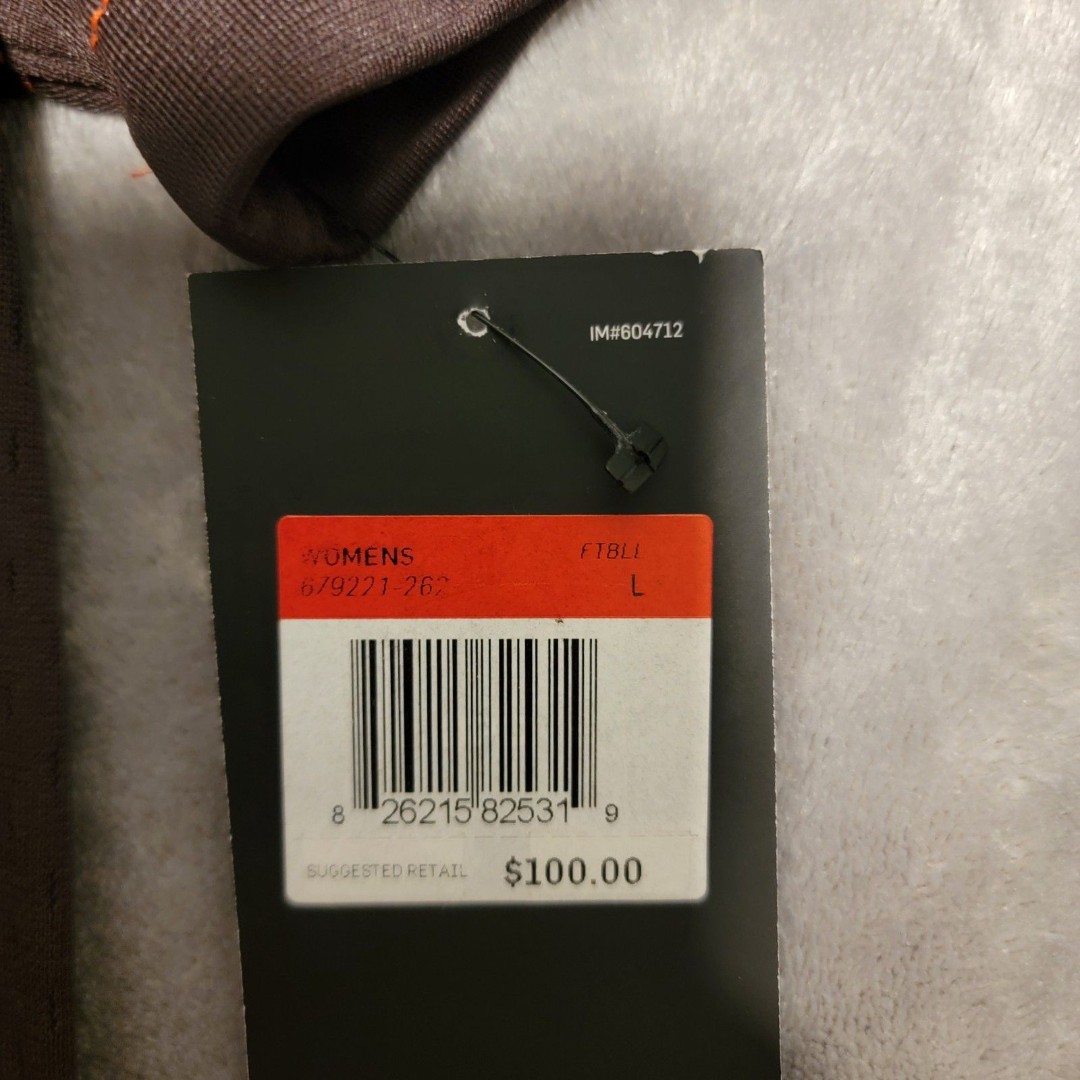 IM#604712
WOMENS FTBLL
679221-262 L
8 26215 82531 9
SUGGESTED RETAIL $100.00